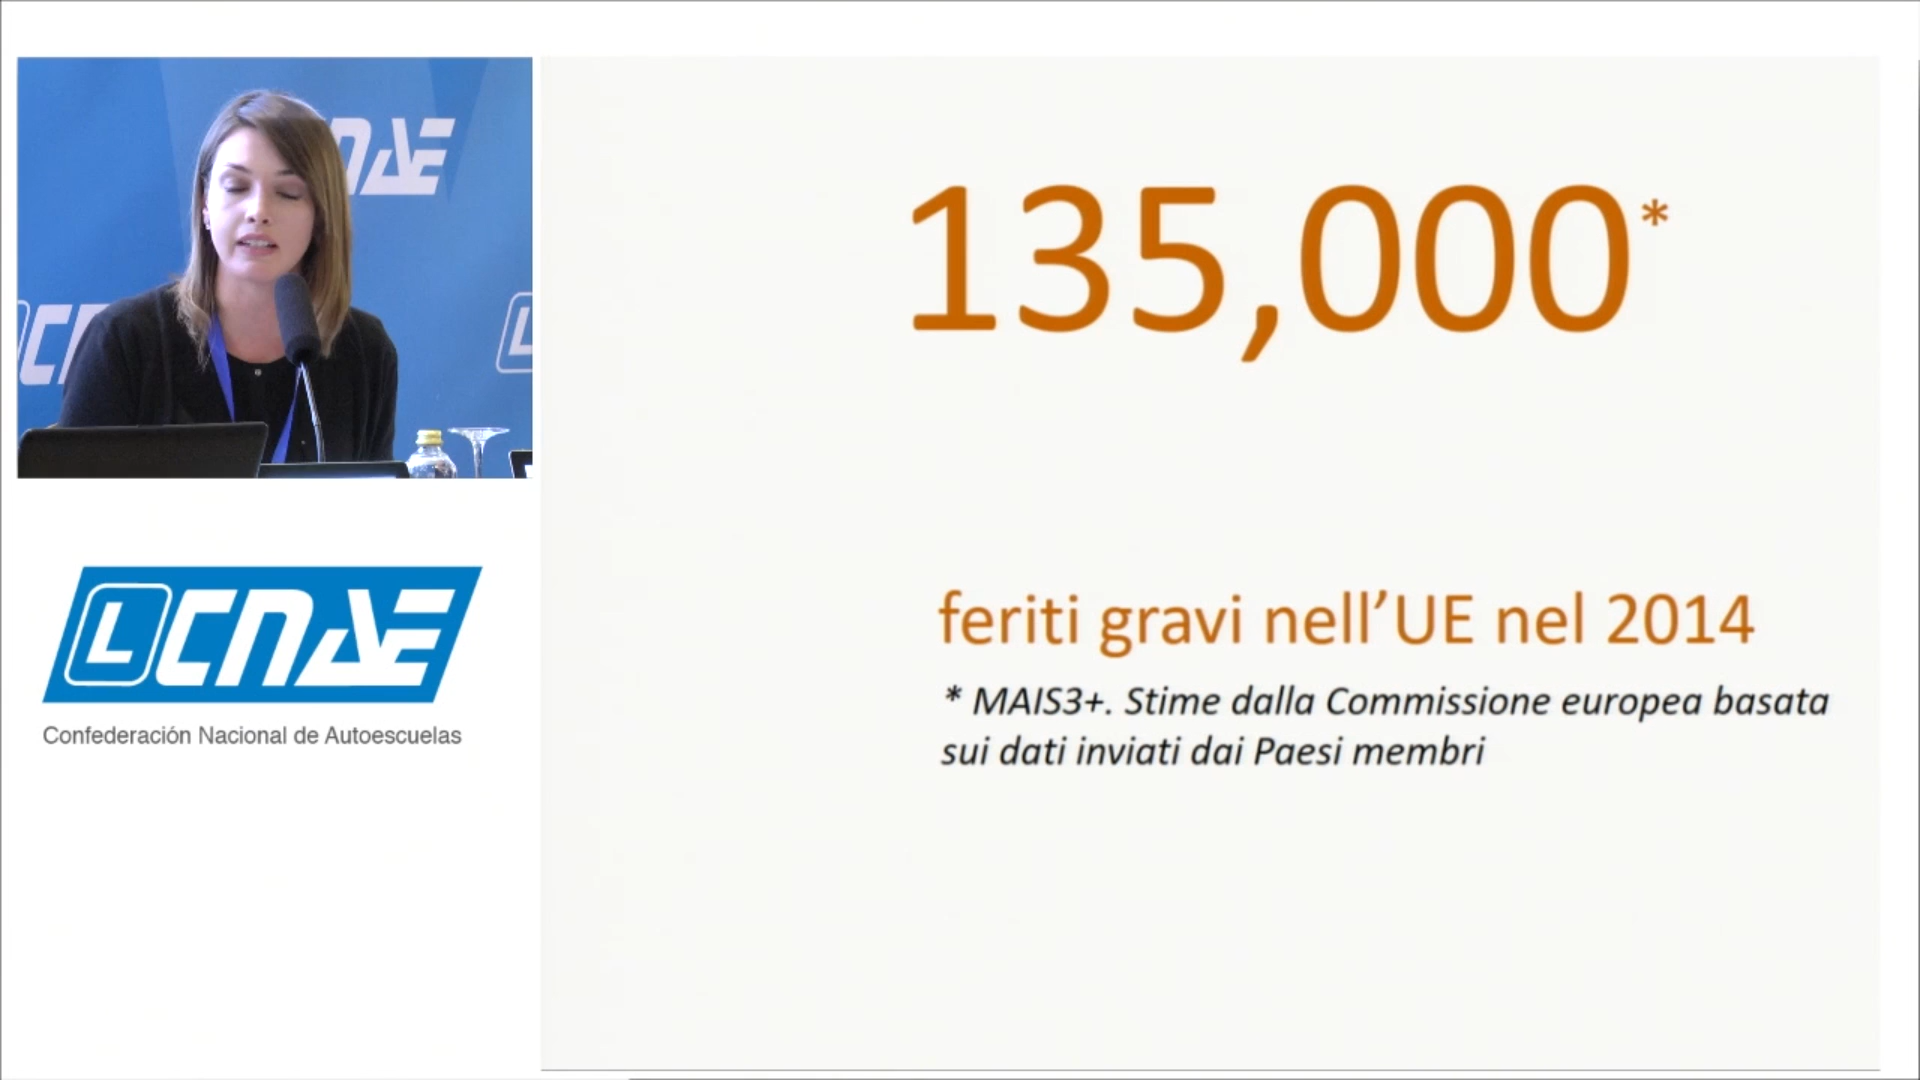 CNAE
135,000*
feriti gravi nell’UE nel 2014
* MAIS3+. Stime dalla Commissione europea basata
sui dati inviati dai Paesi membri
L CNAE
Confederación Nacional de Autoescuelas